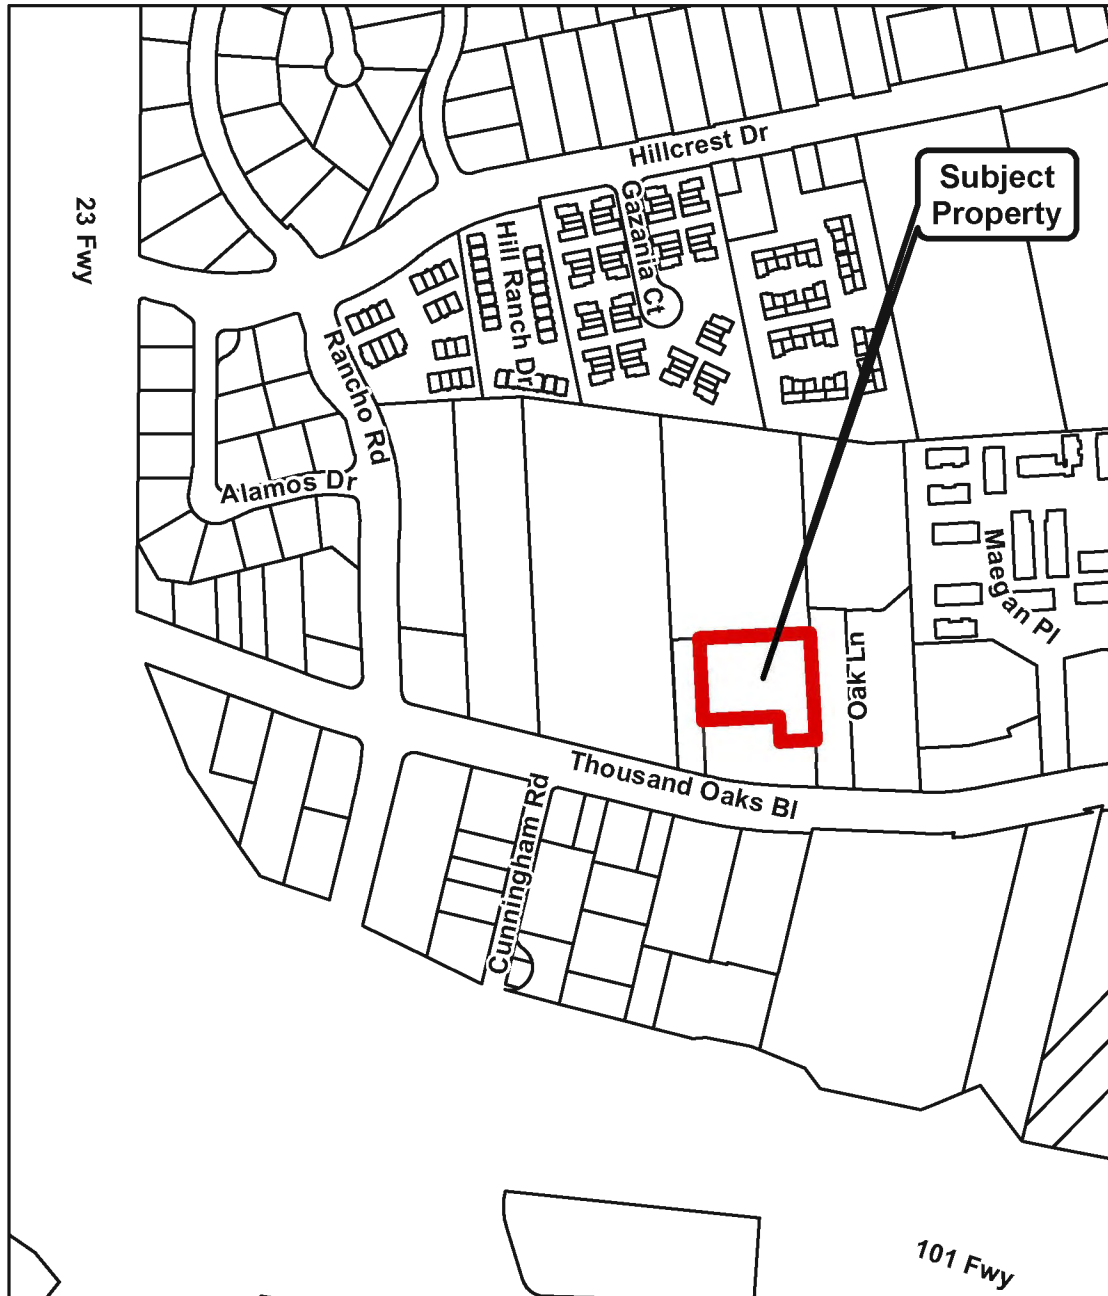 Hillcrest Dr
Subject
Property
23 Fwy
Gazania Ct
Hill Ranch Dr
Rancho Rd
Alamos Dr
Maegan Pl
Oak Ln
Thousand Oaks Bl
Cunningham Rd
101 Fwy